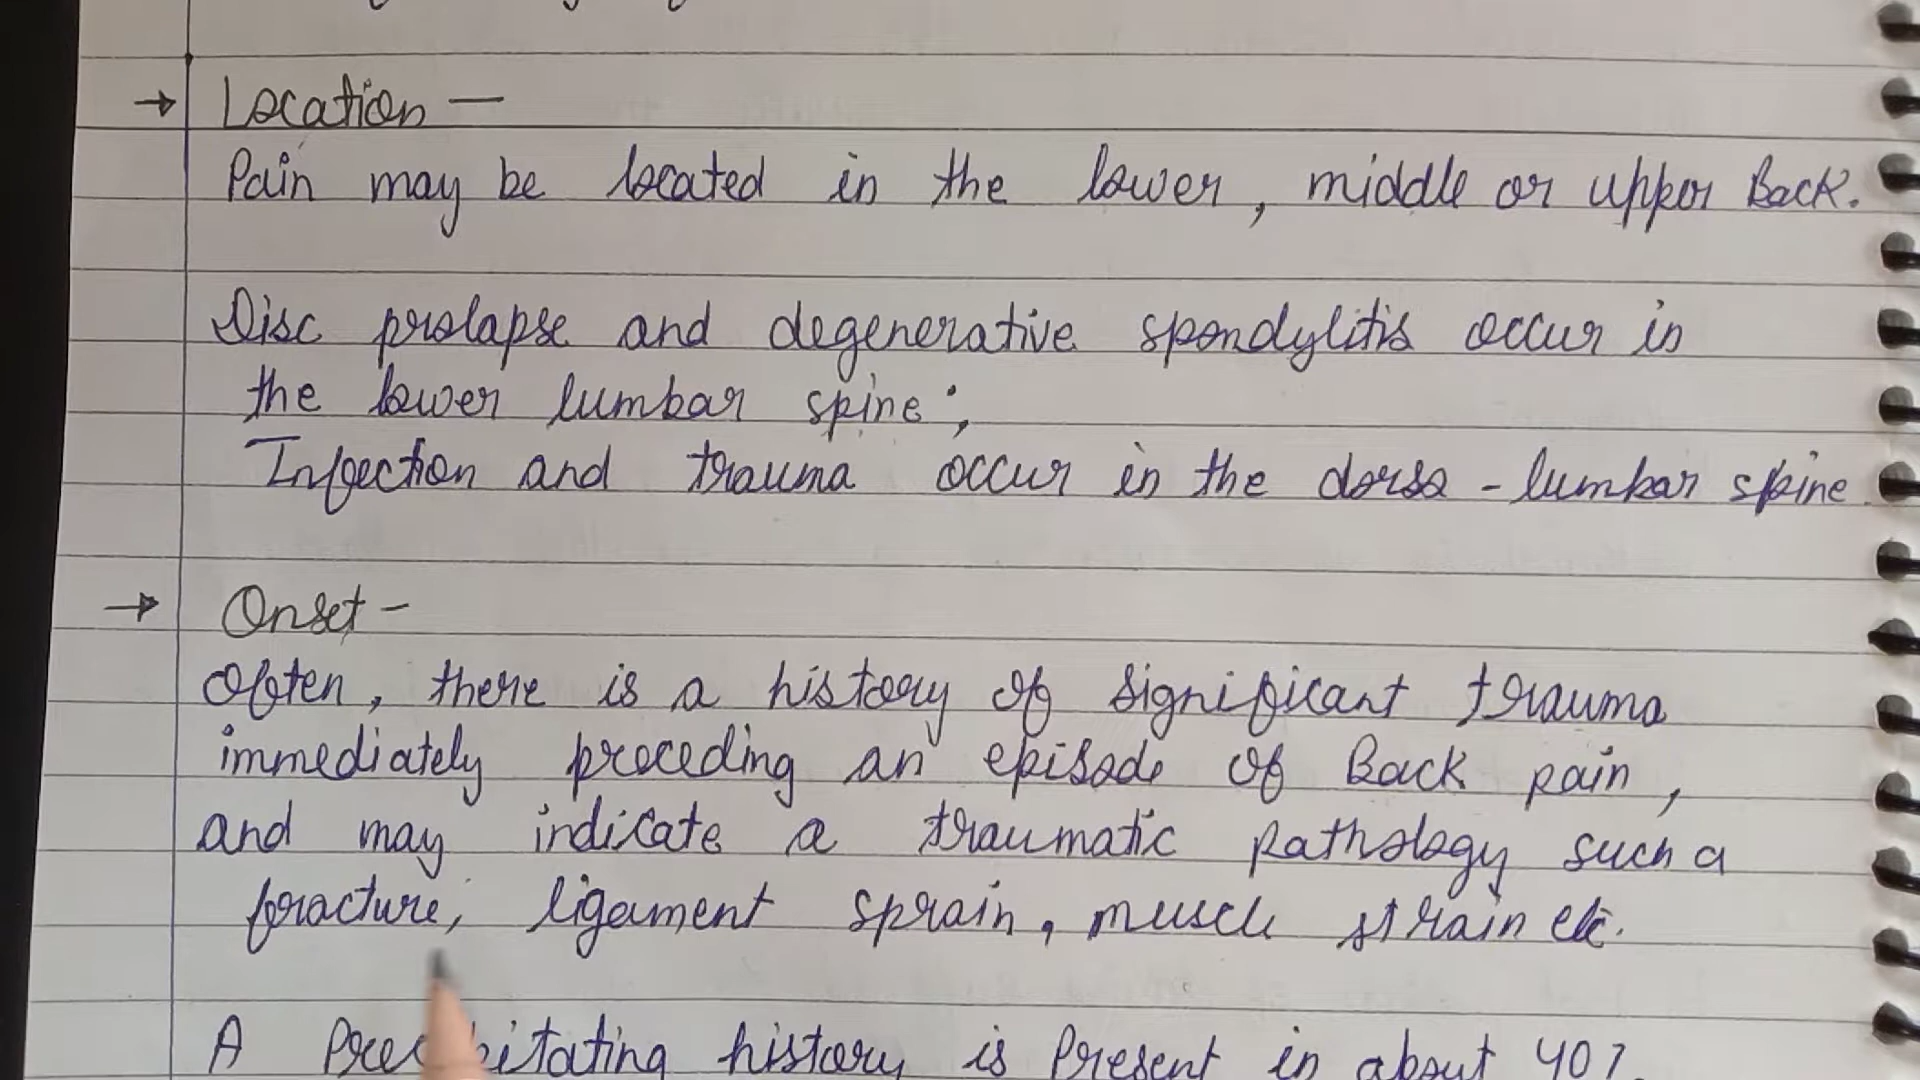 → Location —
Pain may be located in the lower, middle or upper Back.
Disc prolapse and degenerative spondylitis occur in
the lower lumbar spine;
Infection and trauma occur in the dorso - lumbar spine.
→ Onset -
Often, there is a history of significant trauma
immediately preceding an episode of Back pain,
and may indicate a traumatic pathology such a
fracture, ligament sprain, muscle strain etc.
A history is Present in about 40%